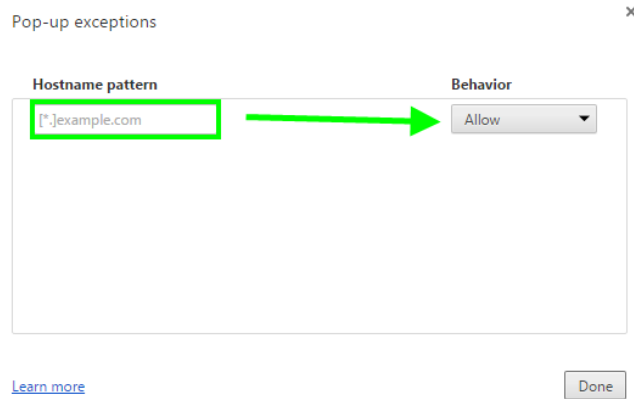 Pop-up exceptions
Hostname pattern Behavior
[*.]example.com Allow
Learn more Done